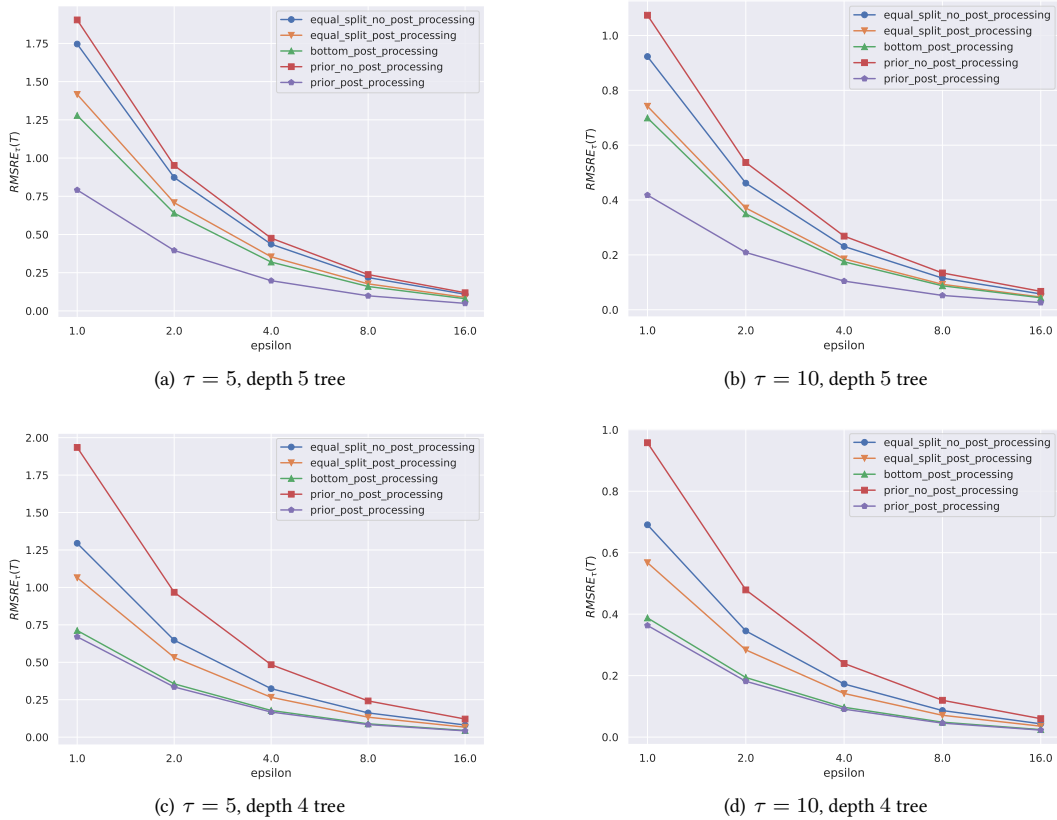 equal_split_no_post_processing
equal_split_post_processing
bottom_post_processing
prior_no_post_processing
prior_post_processing
1.75
1.50
1.25
1.00
0.75
0.50
0.25
0.00
RMSRE_τ(T)
1.0 2.0 4.0 8.0 16.0
epsilon
(a) τ = 5, depth 5 tree
equal_split_no_post_processing
equal_split_post_processing
bottom_post_processing
prior_no_post_processing
prior_post_processing
1.0
0.8
0.6
0.4
0.2
0.0
RMSRE_τ(T)
1.0 2.0 4.0 8.0 16.0
epsilon
(b) τ = 10, depth 5 tree
equal_split_no_post_processing
equal_split_post_processing
bottom_post_processing
prior_no_post_processing
prior_post_processing
2.00
1.75
1.50
1.25
1.00
0.75
0.50
0.25
0.00
RMSRE_τ(T)
1.0 2.0 4.0 8.0 16.0
epsilon
(c) τ = 5, depth 4 tree
equal_split_no_post_processing
equal_split_post_processing
bottom_post_processing
prior_no_post_processing
prior_post_processing
1.0
0.8
0.6
0.4
0.2
0.0
RMSRE_τ(T)
1.0 2.0 4.0 8.0 16.0
epsilon
(d) τ = 10, depth 4 tree